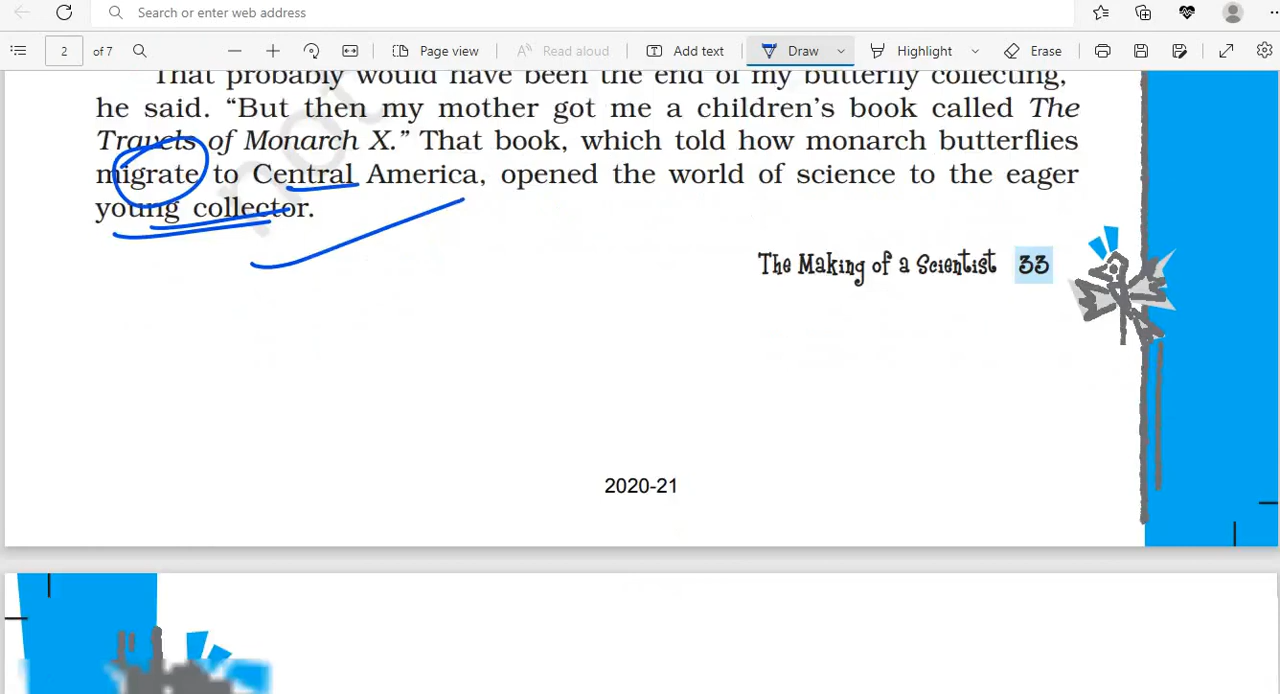 Search or enter web address
2 of 7 Page view Read aloud Add text Draw Highlight Erase
That probably would have been the end of my butterfly collecting,
he said. “But then my mother got me a children’s book called The
Travels of Monarch X.” That book, which told how monarch butterflies
migrate to Central America, opened the world of science to the eager
young collector.
not
The Making of a Scientist 33
2020-21